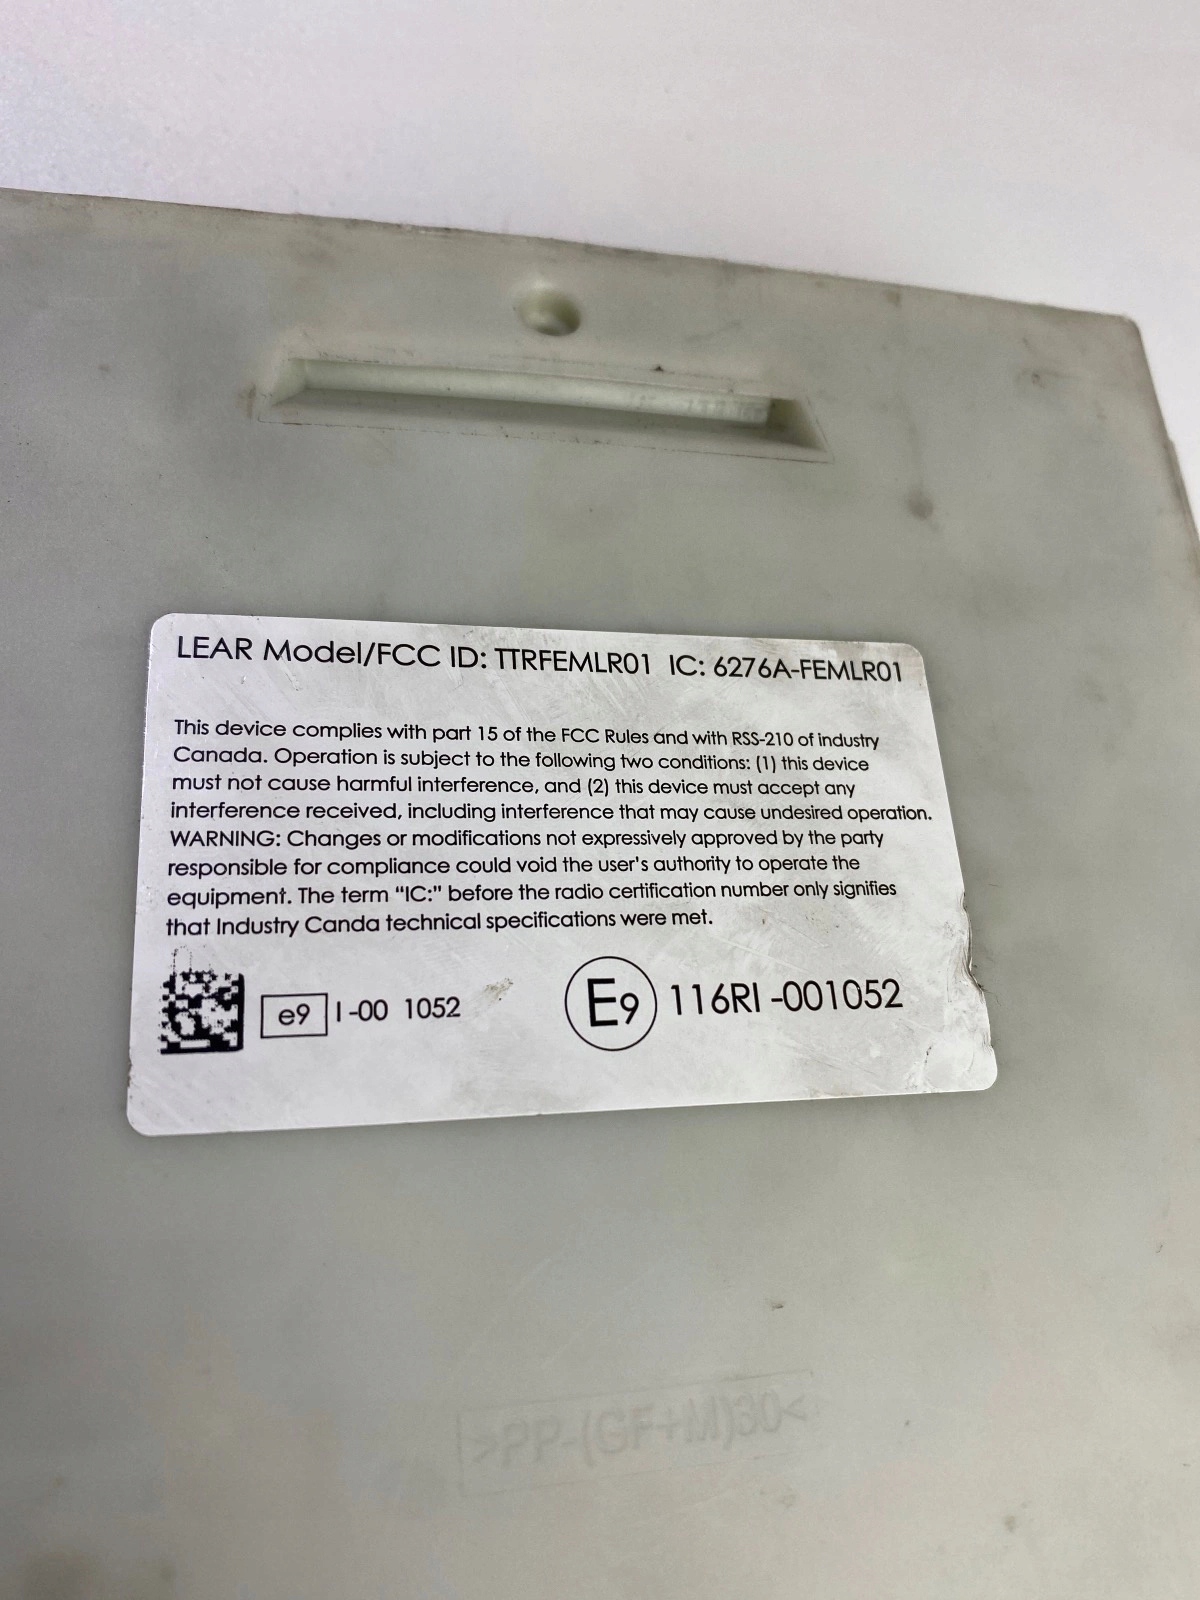 LEAR Model/FCC ID: TTRFEMLR01 IC: 6276A-FEMLR01
This device complies with part 15 of the FCC Rules and with RSS-210 of industry
Canada. Operation is subject to the following two conditions: (1) this device
must not cause harmful interference, and (2) this device must accept any
interference received, including interference that may cause undesired operation.
WARNING: Changes or modifications not expressively approved by the party
responsible for compliance could void the user's authority to operate the
equipment. The term "IC:" before the radio certification number only signifies
that Industry Canda technical specifications were met.
e9 I-00 1052 E9 116RI-001052
>PP-(GF+M)30<